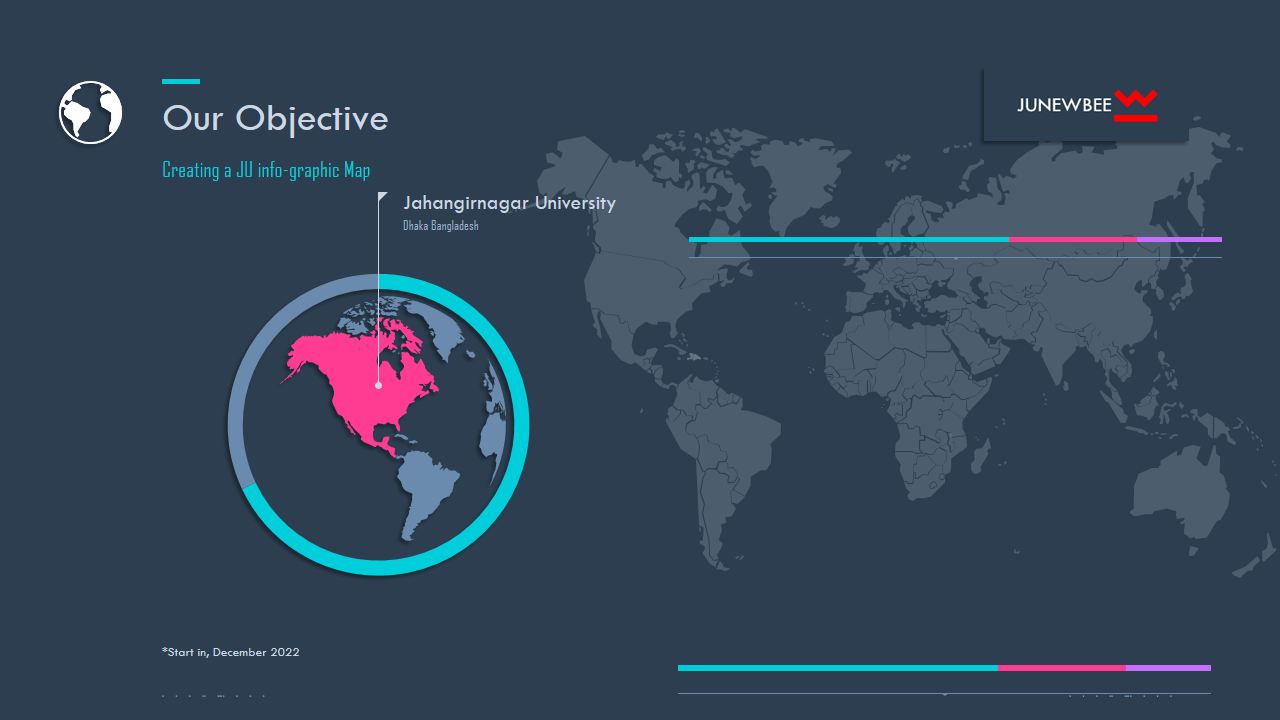 Our Objective
JUNEWBEE
Creating a JU info-graphic Map
Jahangirnagar University
Dhaka Bangladesh
*Start in, December 2022